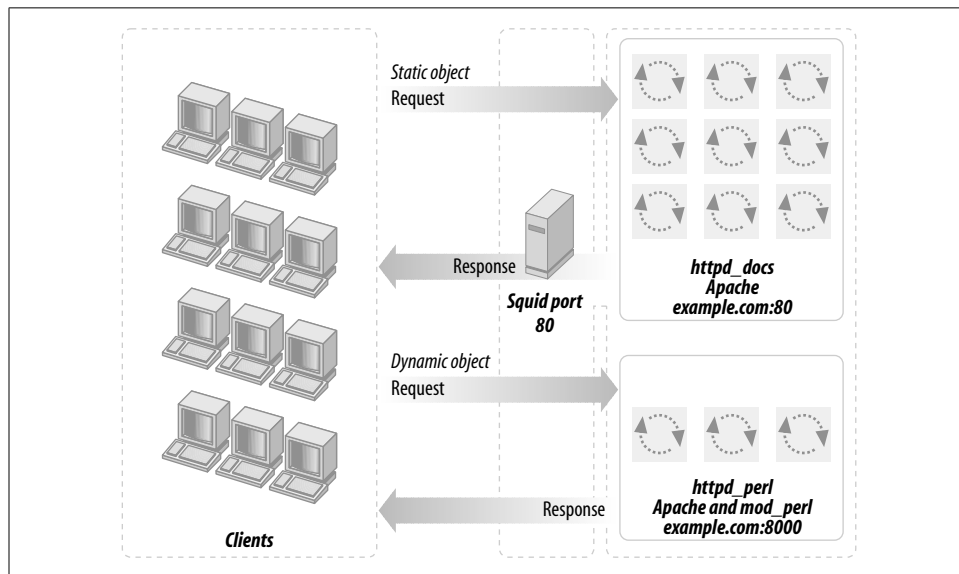 Static object
Request
Response
Squid port
80
httpd_docs
Apache
example.com:80
Dynamic object
Request
Response
httpd_perl
Apache and mod_perl
example.com:8000
Clients